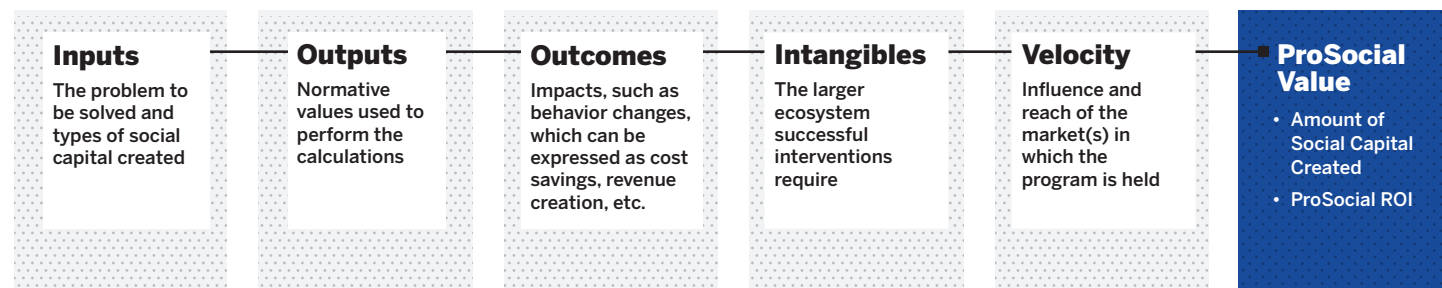 Inputs
The problem to
be solved and
types of social
capital created
Outputs
Normative
values used to
perform the
calculations
Outcomes
Impacts, such as
behavior changes,
which can be
expressed as cost
savings, revenue
creation, etc.
Intangibles
The larger
ecosystem
successful
interventions
require
Velocity
Influence and
reach of the
market(s) in
which the
program is held
ProSocial
Value
• Amount of
Social Capital
Created
• ProSocial ROI